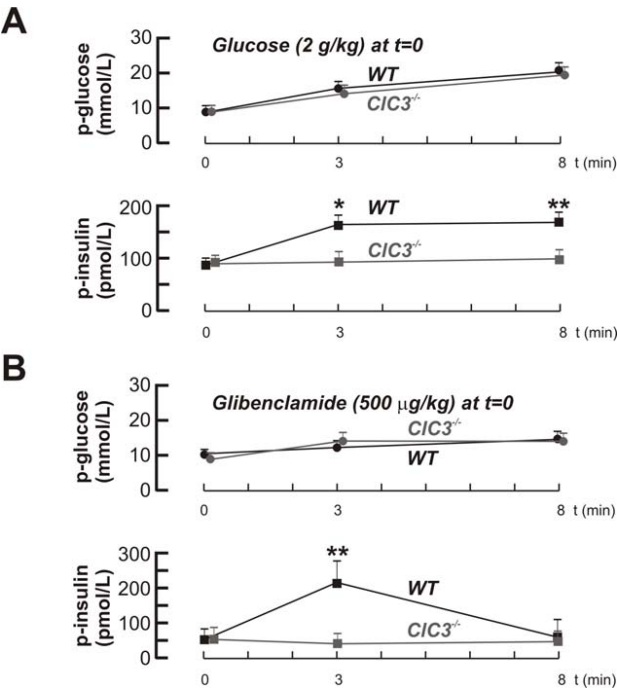 A
Glucose (2 g/kg) at t=0
p-glucose
(mmol/L)
30
20
10
0
WT
ClC3-/-
0 3 8 t (min)
p-insulin
(pmol/L)
200
100
0
*
**
WT
ClC3-/-
0 3 8 t (min)
B
Glibenclamide (500 µg/kg) at t=0
p-glucose
(mmol/L)
30
20
10
0
ClC3-/-
WT
0 3 8 t (min)
p-insulin
(pmol/L)
300
200
100
0
**
WT
ClC3-/-
0 3 8 t (min)